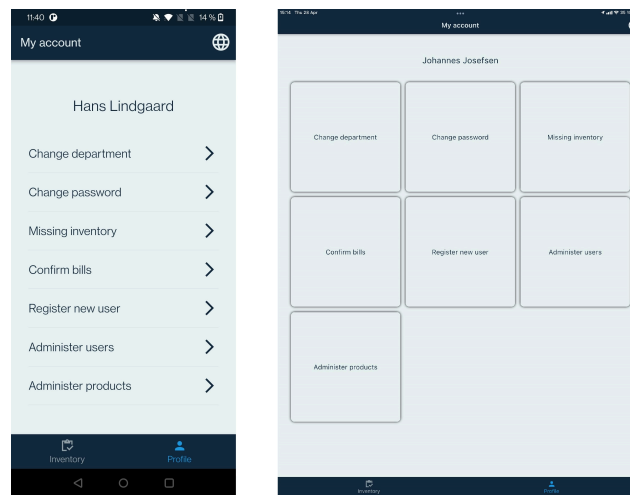 11:40
14 %
My account
Hans Lindgaard
Change department
Change password
Missing inventory
Confirm bills
Register new user
Administer users
Administer products
Inventory
Profile
My account
Johannes Josefsen
Change department
Change password
Missing inventory
Confirm bills
Register new user
Administer users
Administer products
Inventory
Profile